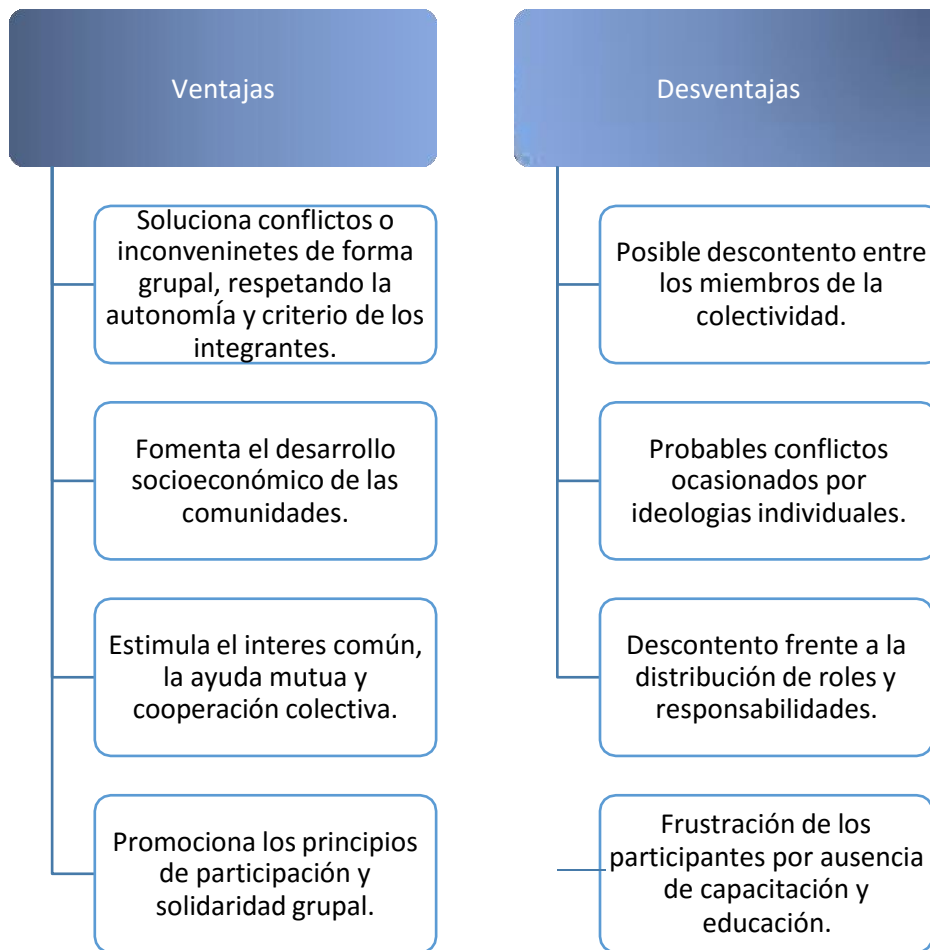 Ventajas
Soluciona conflictos o
inconveninetes de forma
grupal, respetando la
autonomÍa y criterio de los
integrantes.
Fomenta el desarrollo
socioeconómico de las
comunidades.
Estimula el interes común,
la ayuda mutua y
cooperación colectiva.
Promociona los principios
de participación y
solidaridad grupal.
Desventajas
Posible descontento entre
los miembros de la
colectividad.
Probables conflictos
ocasionados por
ideologias individuales.
Descontento frente a la
distribución de roles y
responsabilidades.
Frustración de los
participantes por ausencia
de capacitación y
educación.